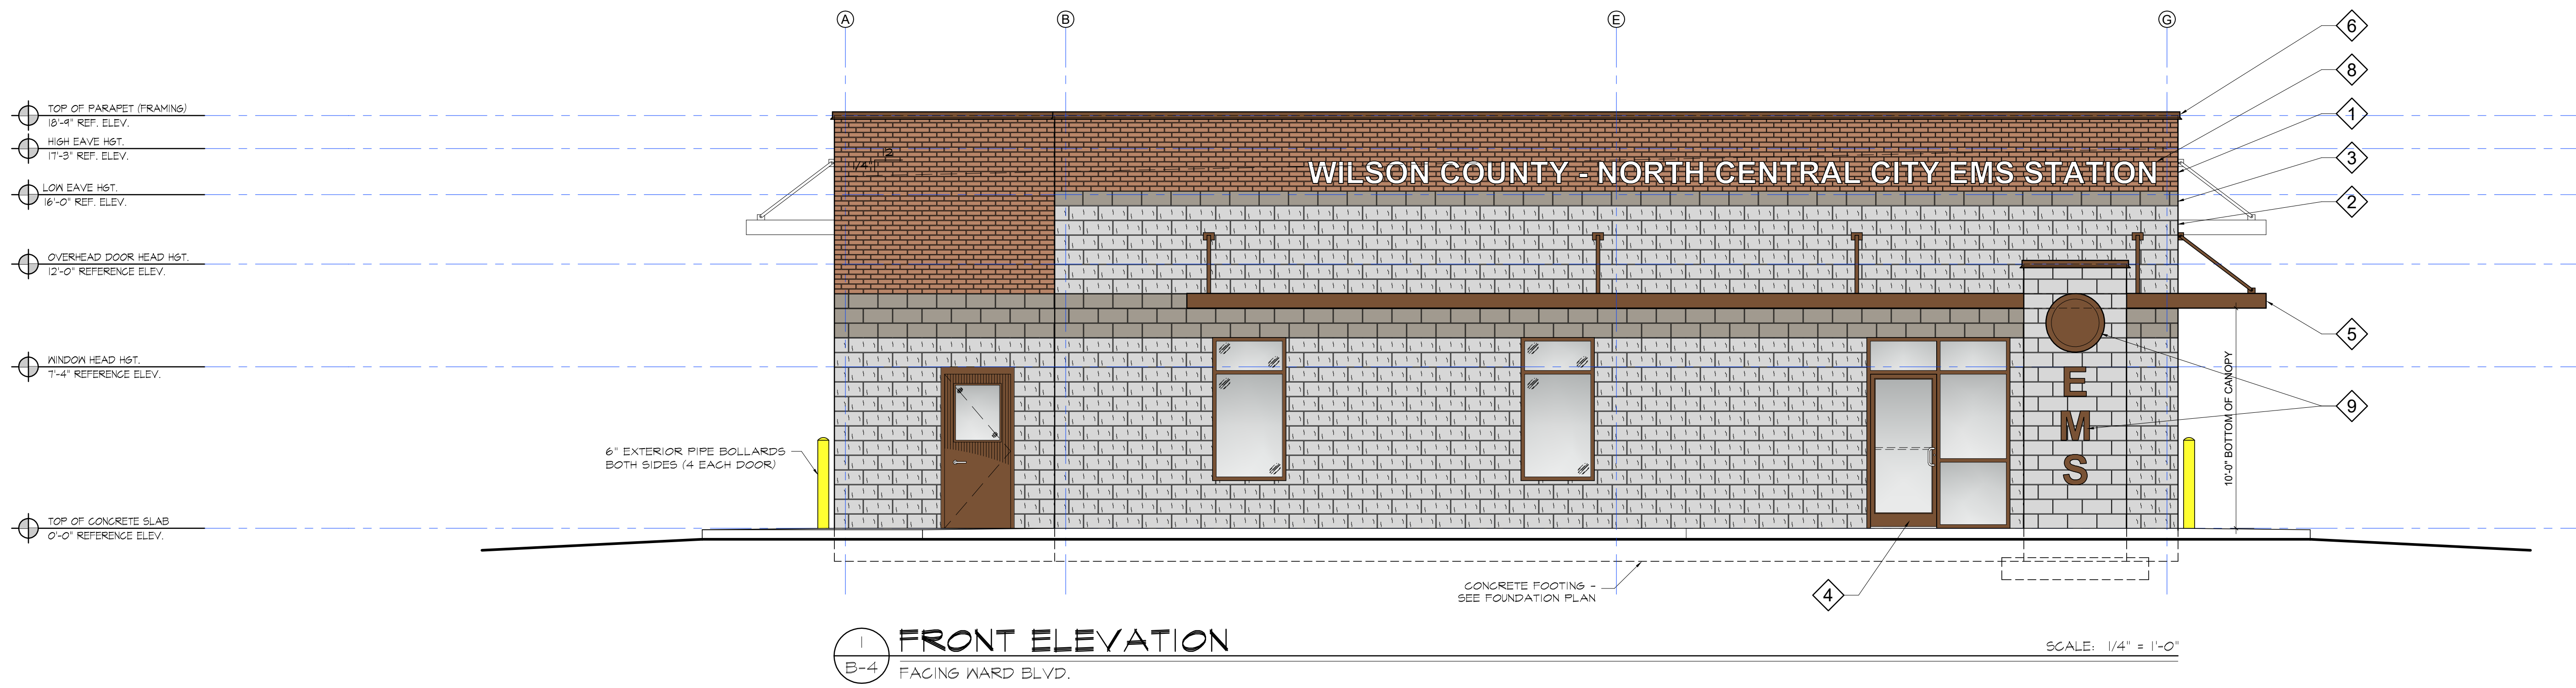 A
B
E
G
6
8
1
3
2
5
9
4
TOP OF PARAPET (FRAMING)
18'-9" REF. ELEV.
HIGH EAVE HGT.
17'-3" REF. ELEV.
LOW EAVE HGT.
16'-0" REF. ELEV.
OVERHEAD DOOR HEAD HGT.
12'-0" REFERENCE ELEV.
WINDOW HEAD HGT.
7'-4" REFERENCE ELEV.
TOP OF CONCRETE SLAB
0'-0" REFERENCE ELEV.
12
1/4"
WILSON COUNTY - NORTH CENTRAL CITY EMS STATION
E
M
S
10'-0" BOTTOM OF CANOPY
6" EXTERIOR PIPE BOLLARDS
BOTH SIDES (4 EACH DOOR)
CONCRETE FOOTING -
SEE FOUNDATION PLAN
1
B-4
FRONT ELEVATION
FACING WARD BLVD.
SCALE: 1/4" = 1'-0"